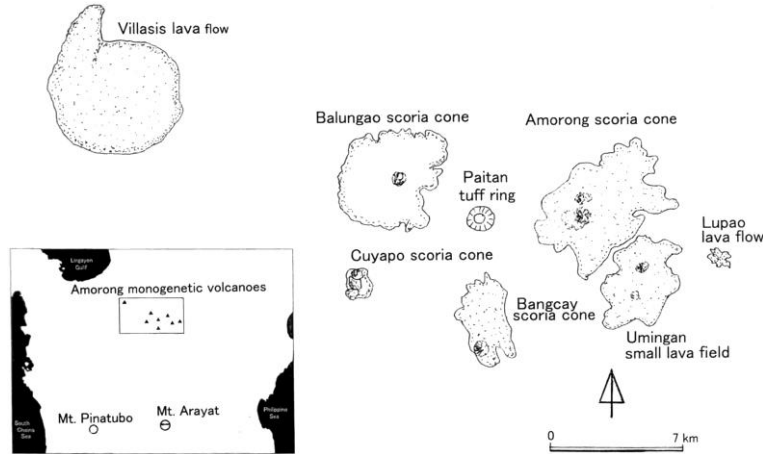 Villasis lava flow
Balungao scoria cone
Amorong scoria cone
Paitan
tuff ring
Lupao
lava flow
Cuyapo scoria cone
Bangcay
scoria cone
Umingan
small lava field
Lingayan
Gulf
Amorong monogenetic volcanoes
Mt. Pinatubo
Mt. Arayat
South
China
Sea
Philippine
Sea
0 7 km